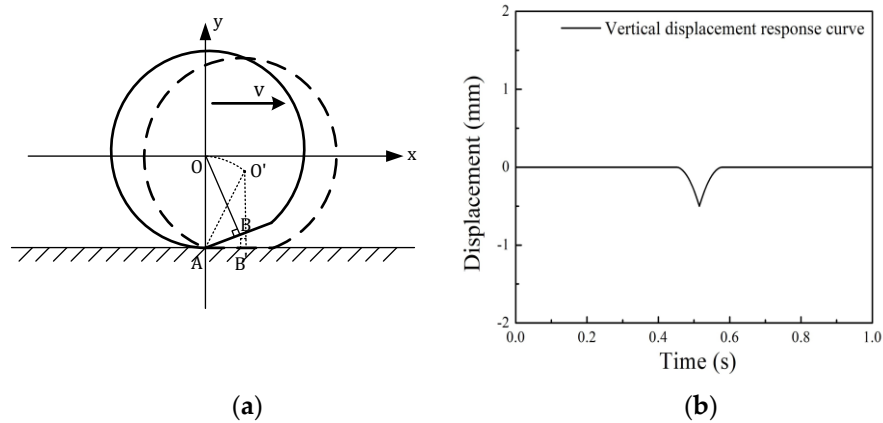 y
v
x
O
O'
B
A
B'
(a)
Vertical displacement response curve
Displacement (mm)
2
1
0
-1
-2
0.0
0.2
0.4
0.6
0.8
1.0
Time (s)
(b)